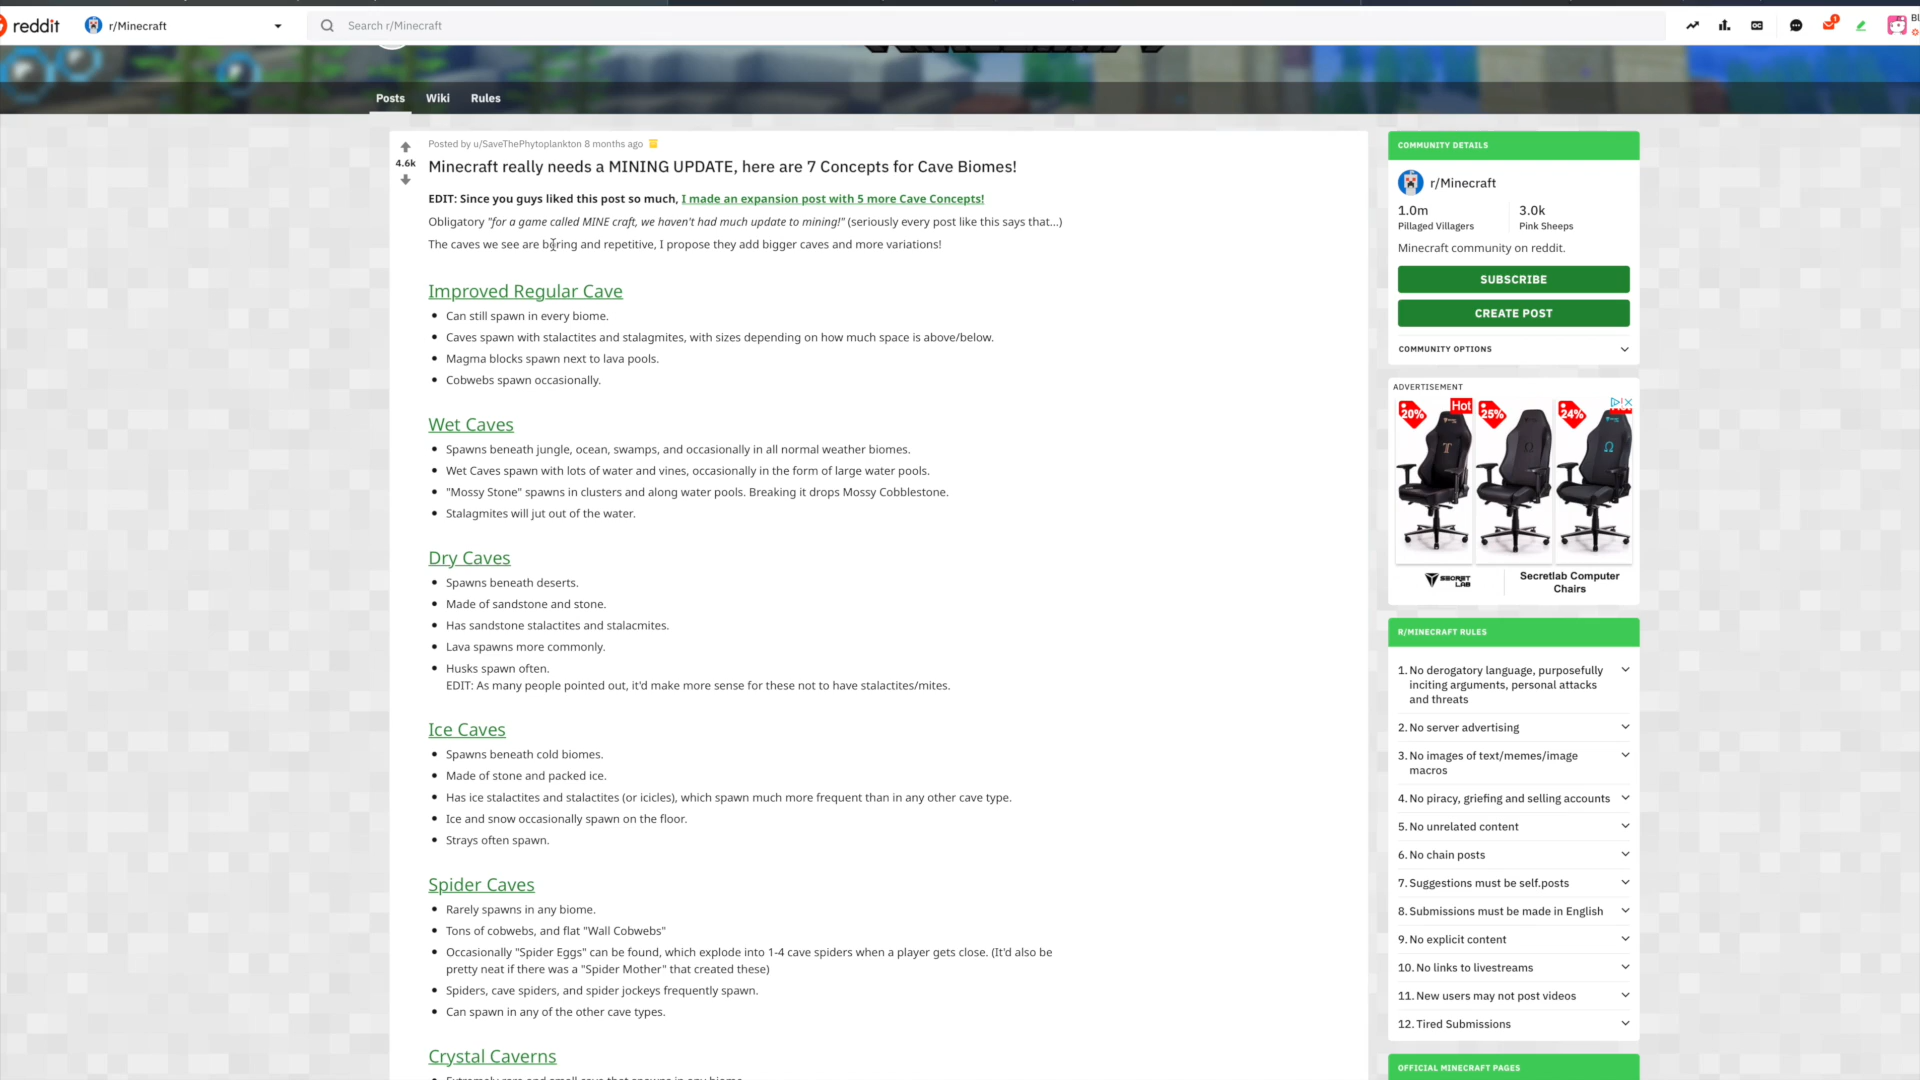 reddit r/Minecraft Search r/Minecraft
Posts Wiki Rules
Posted by u/SaveThePhytoplankton 8 months ago
4.6k
Minecraft really needs a MINING UPDATE, here are 7 Concepts for Cave Biomes!
EDIT: Since you guys liked this post so much, I made an expansion post with 5 more Cave Concepts!
Obligatory "for a game called MINE craft, we haven't had much update to mining!" (seriously every post like this says that...)
The caves we see are boring and repetitive, I propose they add bigger caves and more variations!
Improved Regular Cave
Can still spawn in every biome.
Caves spawn with stalactites and stalagmites, with sizes depending on how much space is above/below.
Magma blocks spawn next to lava pools.
Cobwebs spawn occasionally.
Wet Caves
Spawns beneath jungle, ocean, swamps, and occasionally in all normal weather biomes.
Wet Caves spawn with lots of water and vines, occasionally in the form of large water pools.
"Mossy Stone" spawns in clusters and along water pools. Breaking it drops Mossy Cobblestone.
Stalagmites will jut out of the water.
Dry Caves
Spawns beneath deserts.
Made of sandstone and stone.
Has sandstone stalactites and stalacmites.
Lava spawns more commonly.
Husks spawn often.
EDIT: As many people pointed out, it'd make more sense for these not to have stalactites/mites.
Ice Caves
Spawns beneath cold biomes.
Made of stone and packed ice.
Has ice stalactites and stalactites (or icicles), which spawn much more frequent than in any other cave type.
Ice and snow occasionally spawn on the floor.
Strays often spawn.
Spider Caves
Rarely spawns in any biome.
Tons of cobwebs, and flat "Wall Cobwebs"
Occasionally "Spider Eggs" can be found, which explode into 1-4 cave spiders when a player gets close. (It'd also be
pretty neat if there was a "Spider Mother" that created these)
Spiders, cave spiders, and spider jockeys frequently spawn.
Can spawn in any of the other cave types.
Crystal Caverns
Extremely rare and small cave that spawns in any biome.
COMMUNITY DETAILS
r/Minecraft
1.0m 3.0k
Pillaged Villagers Pink Sheeps
Minecraft community on reddit.
SUBSCRIBE
CREATE POST
COMMUNITY OPTIONS
ADVERTISEMENT
20% Hot 25% 24%
SECRET LAB
Secretlab Computer
Chairs
R/MINECRAFT RULES
1. No derogatory language, purposefully
inciting arguments, personal attacks
and threats
2. No server advertising
3. No images of text/memes/image
macros
4. No piracy, griefing and selling accounts
5. No unrelated content
6. No chain posts
7. Suggestions must be self.posts
8. Submissions must be made in English
9. No explicit content
10. No links to livestreams
11. New users may not post videos
12. Tired Submissions
OFFICIAL MINECRAFT PAGES